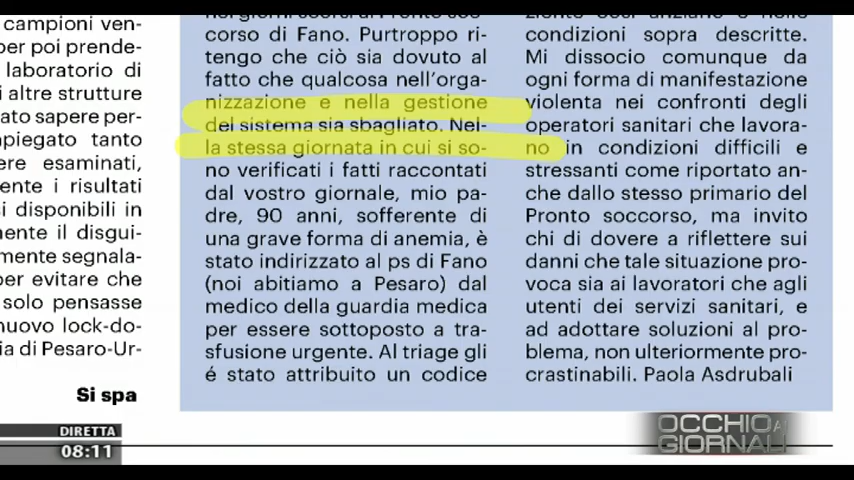 campioni ven-
per poi prende-
laboratorio di
i altre strutture
ato sapere per-
piegato tanto
ere esaminati,
ente i risultati
i disponibili in
nente il disgui-
mente segnala-
per evitare che
solo pensasse
nuovo lock-do-
ia di Pesaro-Ur-
Si spa
corso di Fano. Purtroppo ri-
tengo che ciò sia dovuto al
fatto che qualcosa nell'orga-
nizzazione e nella gestione
del sistema sia sbagliato. Nel-
la stessa giornata in cui si so-
no verificati i fatti raccontati
dal vostro giornale, mio pa-
dre, 90 anni, sofferente di
una grave forma di anemia, è
stato indirizzato al ps di Fano
(noi abitiamo a Pesaro) dal
medico della guardia medica
per essere sottoposto a tra-
sfusione urgente. Al triage gli
é stato attribuito un codice
condizioni sopra descritte.
Mi dissocio comunque da
ogni forma di manifestazione
violenta nei confronti degli
operatori sanitari che lavora-
no in condizioni difficili e
stressanti come riportato an-
che dallo stesso primario del
Pronto soccorso, ma invito
chi di dovere a riflettere sui
danni che tale situazione pro-
voca sia ai lavoratori che agli
utenti dei servizi sanitari, e
ad adottare soluzioni al pro-
blema, non ulteriormente pro-
crastinabili. Paola Asdrubali
DIRETTA
08:11
OCCHIO AI
GIORNALI